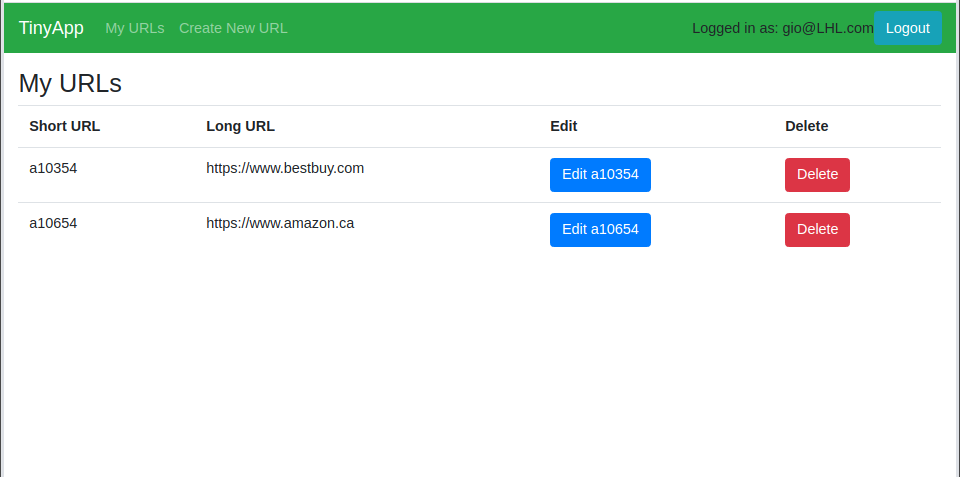 TinyApp My URLs Create New URL Logged in as: gio@LHL.com Logout
My URLs
Short URL Long URL Edit Delete
a10354 https://www.bestbuy.com Edit a10354 Delete
a10654 https://www.amazon.ca Edit a10654 Delete